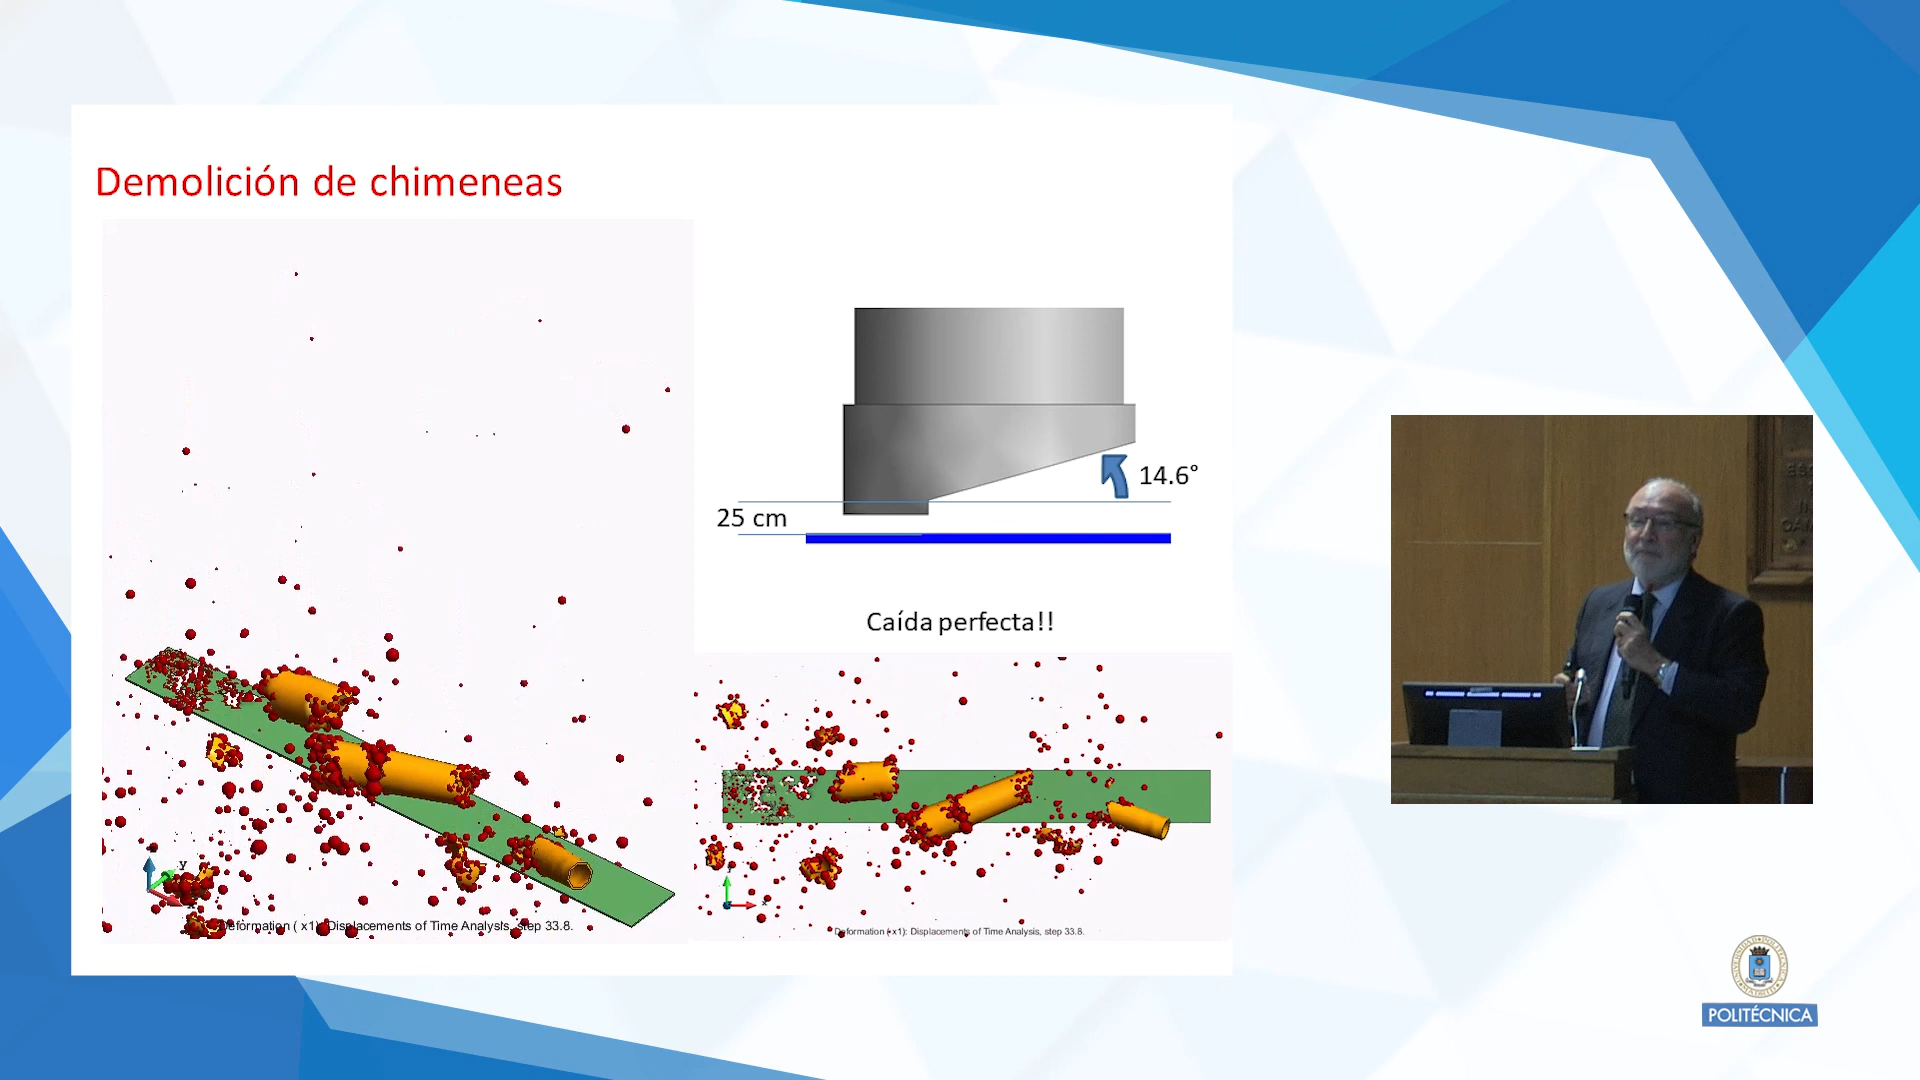 Demolición de chimeneas
14.6°
25 cm
Caída perfecta!!
Deformation ( x1): Displacements of Time Analysis, step 33.8.
Deformation ( x1): Displacements of Time Analysis, step 33.8.
y
x
POLITÉCNICA